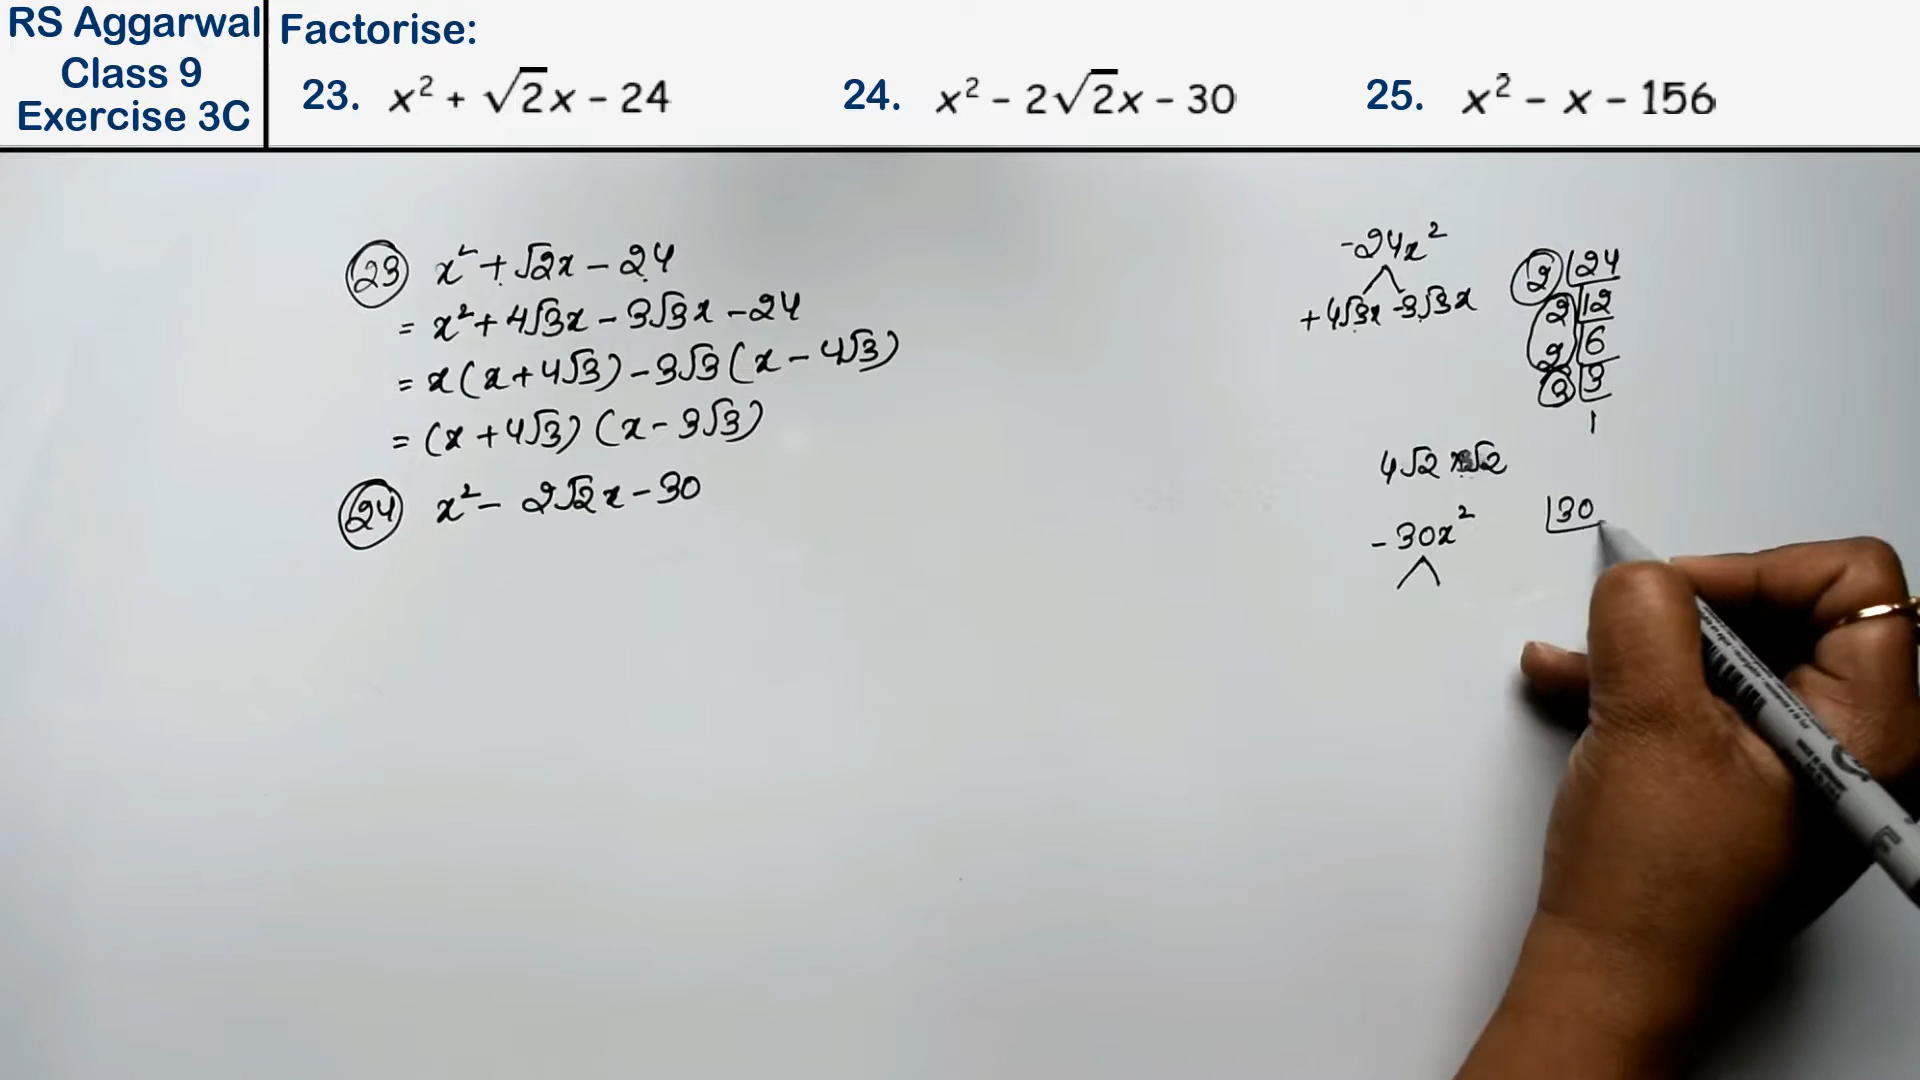 RS Aggarwal
Class 9
Exercise 3C
Factorise:
23. x² + √2x - 24
24. x² - 2√2x - 30
25. x² - x - 156
(23) x² + √2x - 24
= x² + 4√3x - 3√3x - 24
= x(x + 4√3) - 3√3(x - 4√3)
= (x + 4√3) (x - 3√3)
(24) x² - 2√2x - 30
-24x²
+4√3x -3√3x
2 | 24
2 | 12
2 | 6
3 | 3
1
4√2 × √2
-30x²
| 30